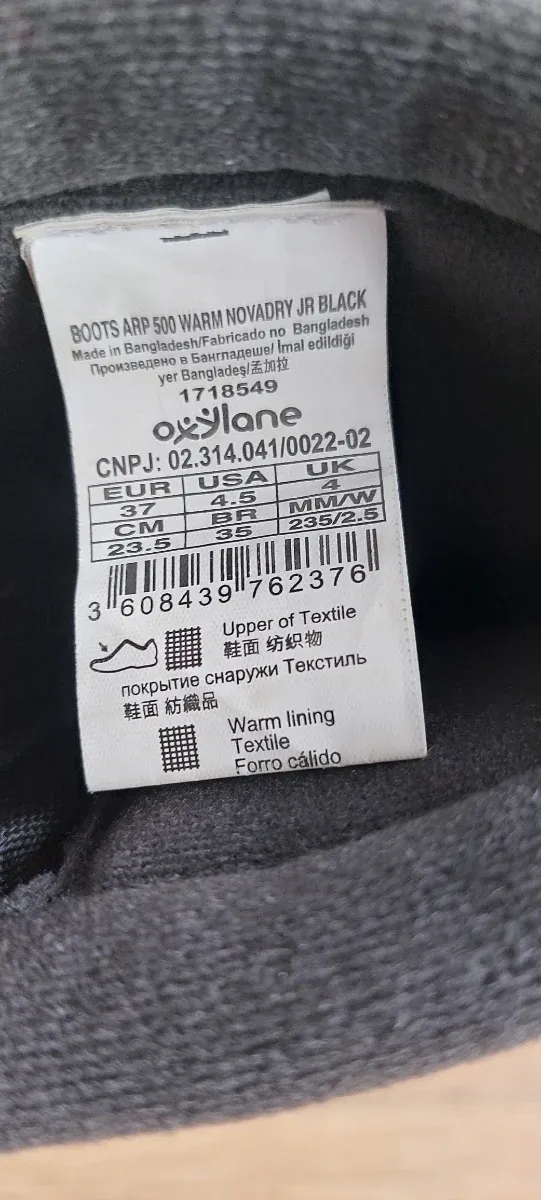 BOOTS ARP 500 WARM NOVADRY JR BLACK
Made in Bangladesh/Fabricado no Bangladesh
Произведено в Бангладеше/ İmal edildiği
yer Bangladeş/孟加拉
1718549
oxylane
CNPJ: 02.314.041/0022-02
EUR USA UK
37 4.5 4
CM BR MM/W
23.5 35 235/2.5
3 608439 762376
Upper of Textile
鞋面 纺织物
покрытие снаружи Текстиль
鞋面 紡織品
Warm lining
Textile
Forro cálido